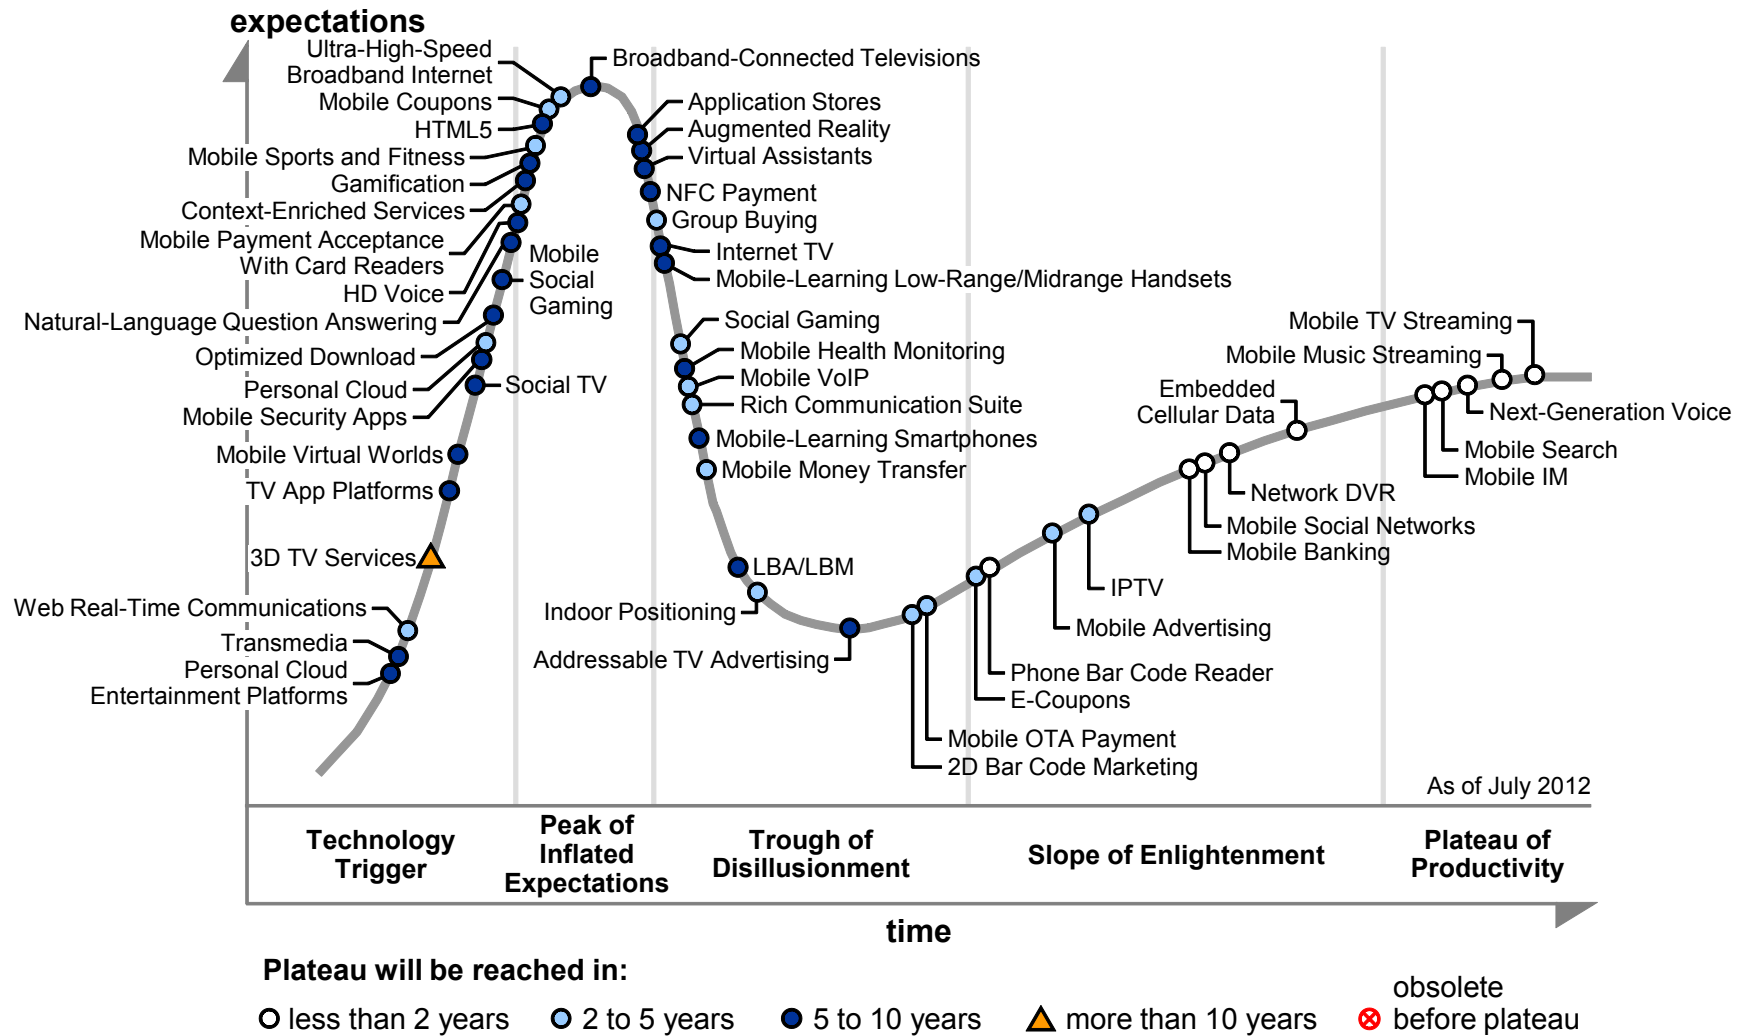 expectations
Ultra-High-Speed
Broadband Internet
Mobile Coupons
HTML5
Mobile Sports and Fitness
Gamification
Context-Enriched Services
Mobile Payment Acceptance
With Card Readers
HD Voice
Natural-Language Question Answering
Mobile
Social
Gaming
Optimized Download
Personal Cloud
Mobile Security Apps
Social TV
Mobile Virtual Worlds
TV App Platforms
3D TV Services
Web Real-Time Communications
Transmedia
Personal Cloud
Entertainment Platforms
Broadband-Connected Televisions
Application Stores
Augmented Reality
Virtual Assistants
NFC Payment
Group Buying
Internet TV
Mobile-Learning Low-Range/Midrange Handsets
Social Gaming
Mobile Health Monitoring
Mobile VoIP
Rich Communication Suite
Mobile-Learning Smartphones
Mobile Money Transfer
LBA/LBM
Indoor Positioning
Addressable TV Advertising
2D Bar Code Marketing
Mobile OTA Payment
E-Coupons
Phone Bar Code Reader
Mobile Advertising
IPTV
Mobile Banking
Mobile Social Networks
Network DVR
Embedded
Cellular Data
Mobile IM
Mobile Search
Next-Generation Voice
Mobile Music Streaming
Mobile TV Streaming
As of July 2012
Technology
Trigger
Peak of
Inflated
Expectations
Trough of
Disillusionment
Slope of Enlightenment
Plateau of
Productivity
time
Plateau will be reached in:
less than 2 years
2 to 5 years
5 to 10 years
more than 10 years
obsolete
before plateau